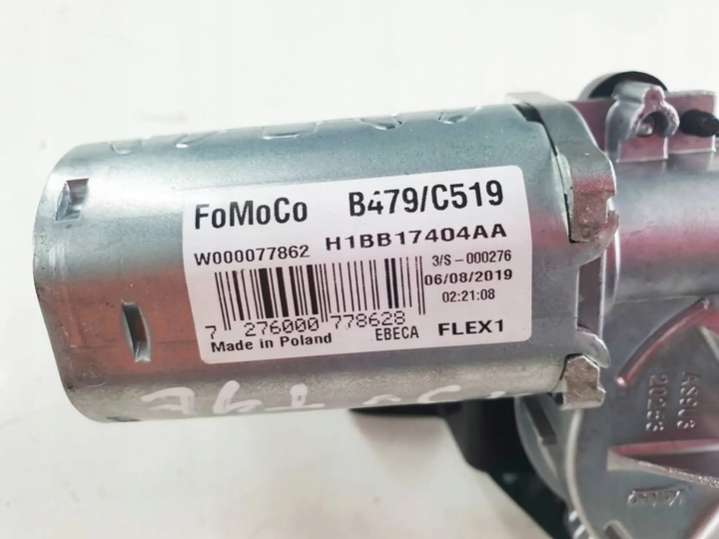 FoMoCo B479/C519
W000077862 H1BB17404AA
3/S-000276
06/08/2019
02:21:08
7 276000 778628
Made in Poland EBECA FLEX1